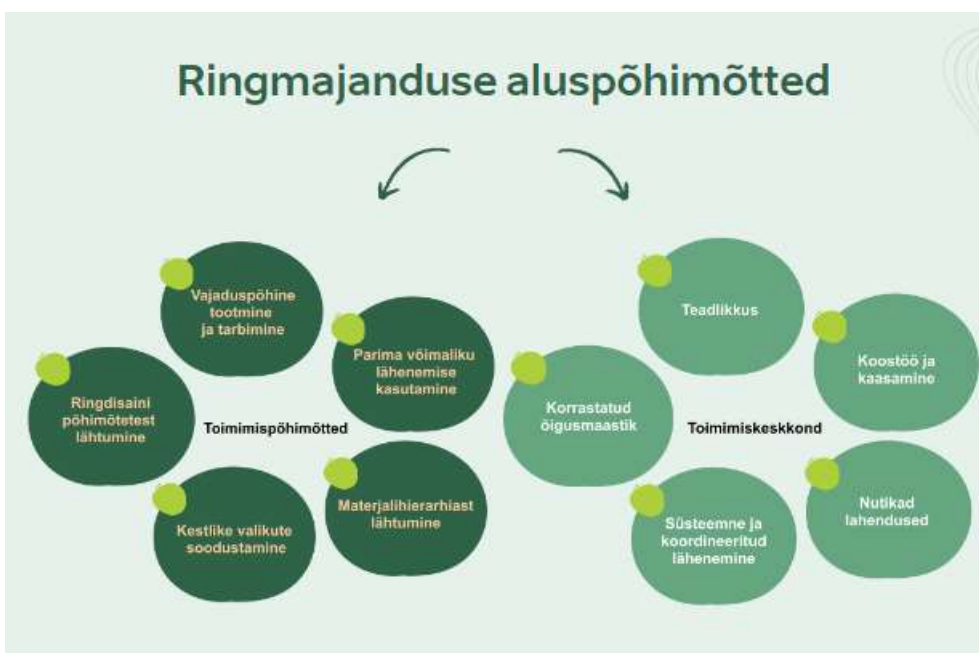 Ringmajanduse aluspõhimõtted
Vajaduspõhine
tootmine
ja tarbimine
Parima võimaliku
lähenemise
kasutamine
Ringdisaini
põhimõtetest
lähtumine
Toimimispõhimõtted
Materjalihierarhiast
lähtumine
Kestlike valikute
soodustamine
Teadlikkus
Koostöö ja
kaasamine
Korrastatud
õigusmaastik
Toimimiskeskkond
Nutikad
lahendused
Süsteemne ja
koordineeritud
lähenemine